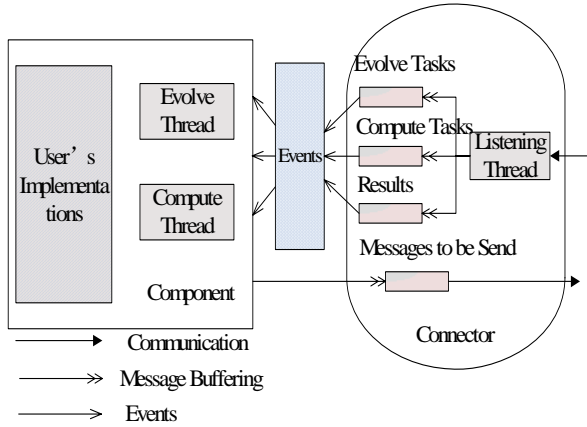 Evolve Tasks
Evolve
Thread
User's
Implementa
tions
Events
Compute Tasks
Listening
Thread
Compute
Thread
Results
Messages to be Send
Component
Connector
Communication
Message Buffering
Events